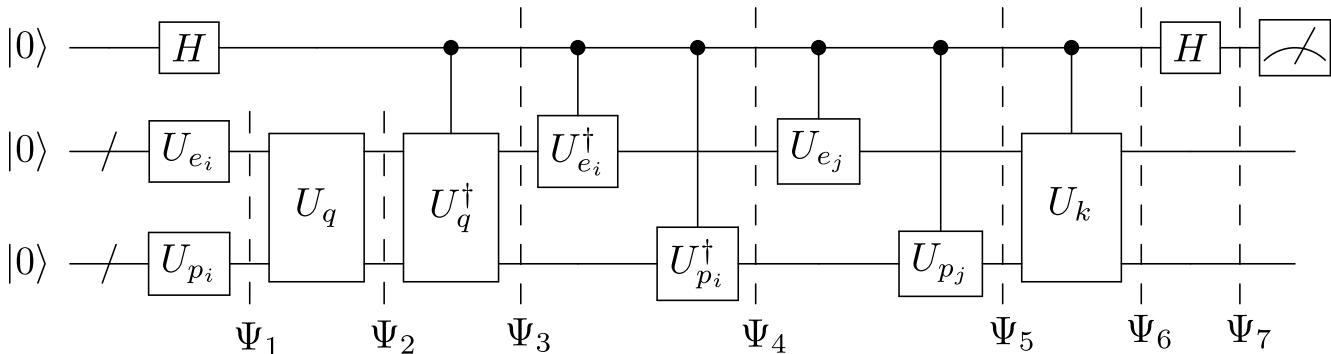 |0⟩ H H
|0⟩ U_{e_i} U_q U_q^† U_{e_i}^† U_{e_j} U_k
|0⟩ U_{p_i} U_{p_i}^† U_{p_j}
Ψ_1 Ψ_2 Ψ_3 Ψ_4 Ψ_5 Ψ_6 Ψ_7